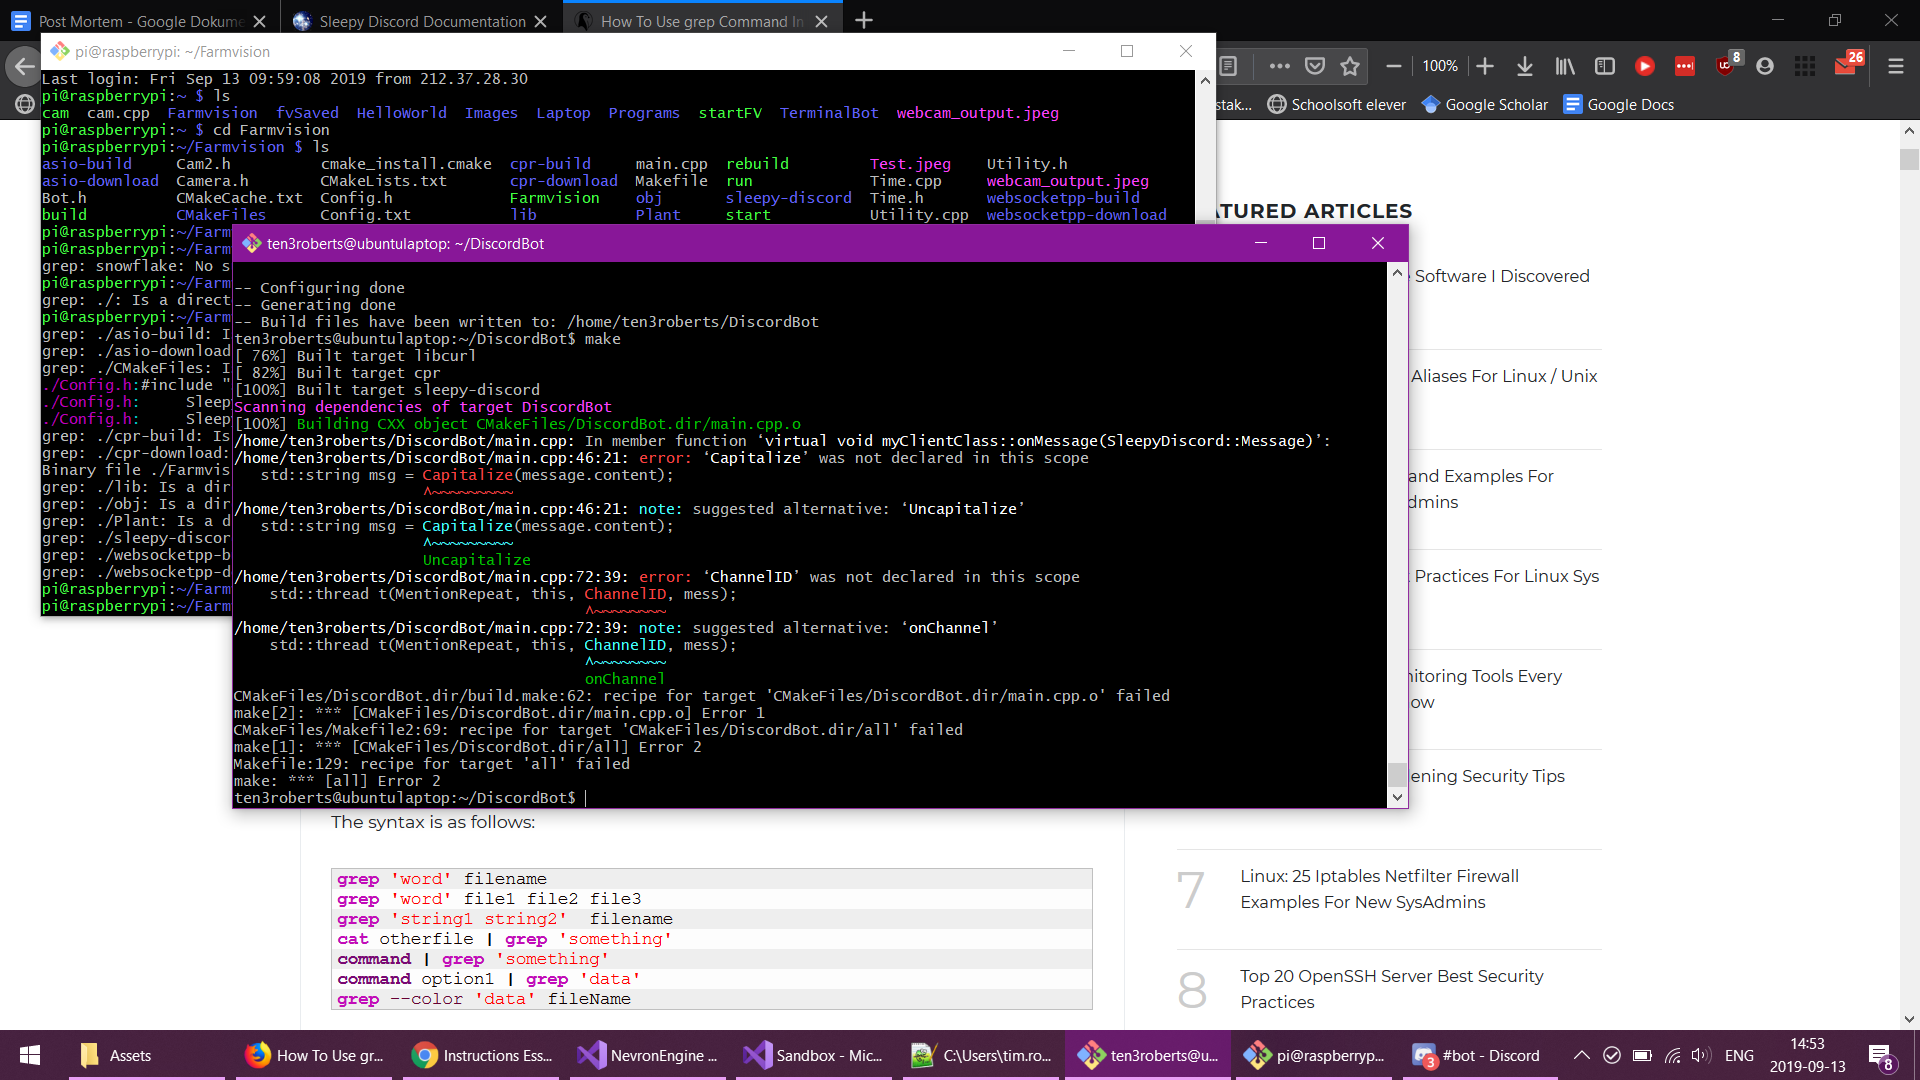 Post Mortem - Google Dokume
Sleepy Discord Documentation
How To Use grep Command In
pi@raspberrypi: ~/Farmvision
100%
8
26
stak...
Schoolsoft elever
Google Scholar
Google Docs
Last login: Fri Sep 13 09:59:08 2019 from 212.37.28.30
pi@raspberrypi:~ $ ls
cam cam.cpp Farmvision fvSaved HelloWorld Images Laptop Programs startFV TerminalBot webcam_output.jpeg
pi@raspberrypi:~ $ cd Farmvision
pi@raspberrypi:~/Farmvision $ ls
asio-build Cam2.h cmake_install.cmake cpr-build main.cpp rebuild Test.jpeg Utility.h
asio-download Camera.h CMakeLists.txt cpr-download Makefile run Time.cpp webcam_output.jpeg
Bot.h CMakeCache.txt Config.h Farmvision obj sleepy-discord Time.h websocketpp-build
build CMakeFiles Config.txt lib Plant start Utility.cpp websocketpp-download
pi@raspberrypi:~/Farm
pi@raspberrypi:~/Farm
grep: snowflake: No s
pi@raspberrypi:~/Farm
grep: ./: Is a direct
pi@raspberrypi:~/Farm
grep: ./asio-build: I
grep: ./asio-download
grep: ./CMakeFiles: I
./Config.h:#include "
./Config.h: Sleep
./Config.h: Sleep
grep: ./cpr-build: Is
grep: ./cpr-download:
Binary file ./Farmvis
grep: ./lib: Is a dir
grep: ./obj: Is a dir
grep: ./Plant: Is a d
grep: ./sleepy-discor
grep: ./websocketpp-b
grep: ./websocketpp-d
pi@raspberrypi:~/Farm
pi@raspberrypi:~/Farm
ten3roberts@ubuntulaptop: ~/DiscordBot
-- Configuring done
-- Generating done
-- Build files have been written to: /home/ten3roberts/DiscordBot
ten3roberts@ubuntulaptop:~/DiscordBot$ make
[ 76%] Built target libcurl
[ 82%] Built target cpr
[100%] Built target sleepy-discord
Scanning dependencies of target DiscordBot
[100%] Building CXX object CMakeFiles/DiscordBot.dir/main.cpp.o
/home/ten3roberts/DiscordBot/main.cpp: In member function ‘virtual void myClientClass::onMessage(SleepyDiscord::Message)’:
/home/ten3roberts/DiscordBot/main.cpp:46:21: error: ‘Capitalize’ was not declared in this scope
std::string msg = Capitalize(message.content);
^~~~~~~~~~
/home/ten3roberts/DiscordBot/main.cpp:46:21: note: suggested alternative: ‘Uncapitalize’
std::string msg = Capitalize(message.content);
^~~~~~~~~~
Uncapitalize
/home/ten3roberts/DiscordBot/main.cpp:72:39: error: ‘ChannelID’ was not declared in this scope
std::thread t(MentionRepeat, this, ChannelID, mess);
^~~~~~~~~
/home/ten3roberts/DiscordBot/main.cpp:72:39: note: suggested alternative: ‘onChannel’
std::thread t(MentionRepeat, this, ChannelID, mess);
^~~~~~~~~
onChannel
CMakeFiles/DiscordBot.dir/build.make:62: recipe for target 'CMakeFiles/DiscordBot.dir/main.cpp.o' failed
make[2]: *** [CMakeFiles/DiscordBot.dir/main.cpp.o] Error 1
CMakeFiles/Makefile2:69: recipe for target 'CMakeFiles/DiscordBot.dir/all' failed
make[1]: *** [CMakeFiles/DiscordBot.dir/all] Error 2
Makefile:129: recipe for target 'all' failed
make: *** [all] Error 2
ten3roberts@ubuntulaptop:~/DiscordBot$
The syntax is as follows:
grep 'word' filename
grep 'word' file1 file2 file3
grep 'string1 string2' filename
cat otherfile | grep 'something'
command | grep 'something'
command option1 | grep 'data'
grep --color 'data' fileName
TURED ARTICLES
Software I Discovered
Aliases For Linux / Unix
and Examples For
dmins
Practices For Linux Sys
nitoring Tools Every
ow
ening Security Tips
7
Linux: 25 Iptables Netfilter Firewall
Examples For New SysAdmins
8
Top 20 OpenSSH Server Best Security
Practices
Assets
How To Use gr...
Instructions Ess...
NevronEngine ...
Sandbox - Mic...
C:\Users\tim.ro...
ten3roberts@u...
pi@raspberryp...
3
#bot - Discord
ENG
14:53
2019-09-13
8